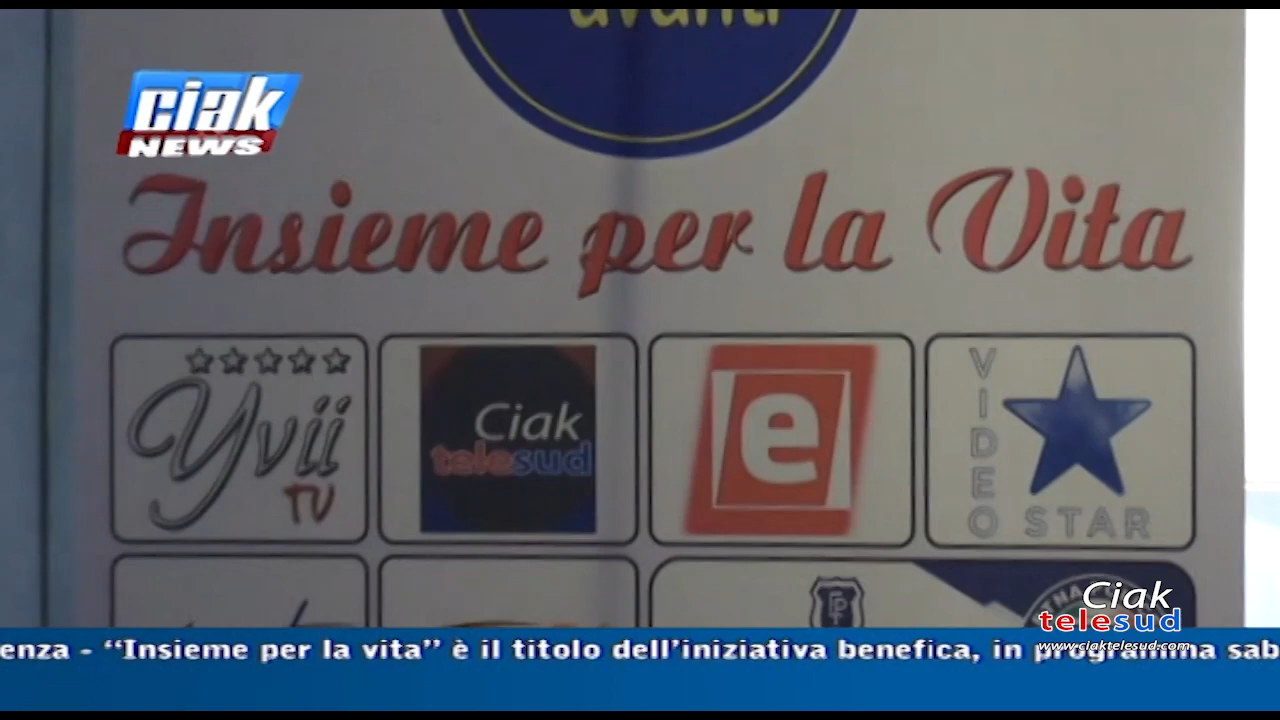 avanti
ciak
NEWS
Insieme per la Vita
Yvii
TV
Ciak
telesud
e
VIDEO
STAR
FPT
Ciak
telesud
www.ciaktelesud.com
enza - “Insieme per la vita” è il titolo dell’iniziativa benefica, in programma sab